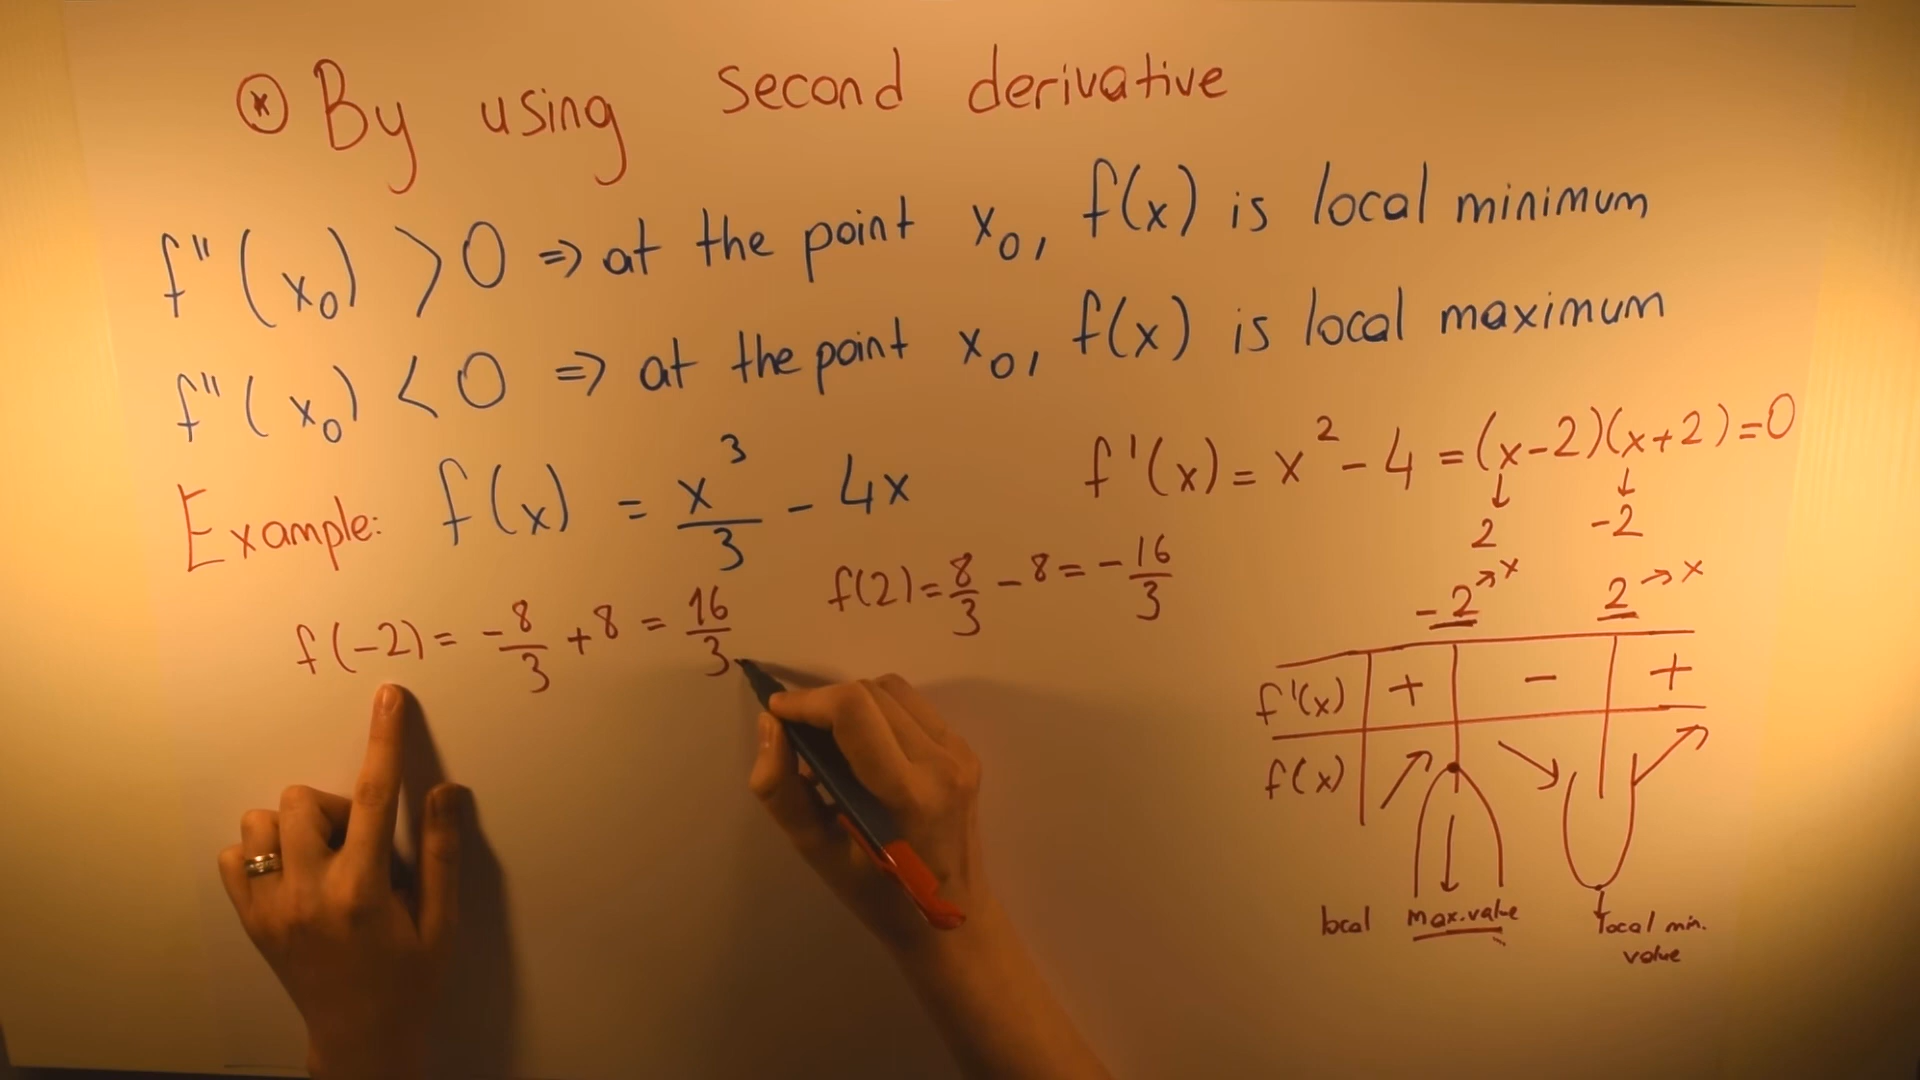 ⊛ By using second derivative
f''(x₀) > 0 ⇒ at the point x₀, f(x) is local minimum
f''(x₀) < 0 ⇒ at the point x₀, f(x) is local maximum
Example: f(x) = x³/3 - 4x
f'(x) = x² - 4 = (x-2)(x+2) = 0
↓ ↓
2 -2
f(-2) = -8/3 + 8 = 16/3
f(2) = 8/3 - 8 = -16/3
-2 → x 2 → x
f'(x) + - +
f(x)
local max. value
local min.
value